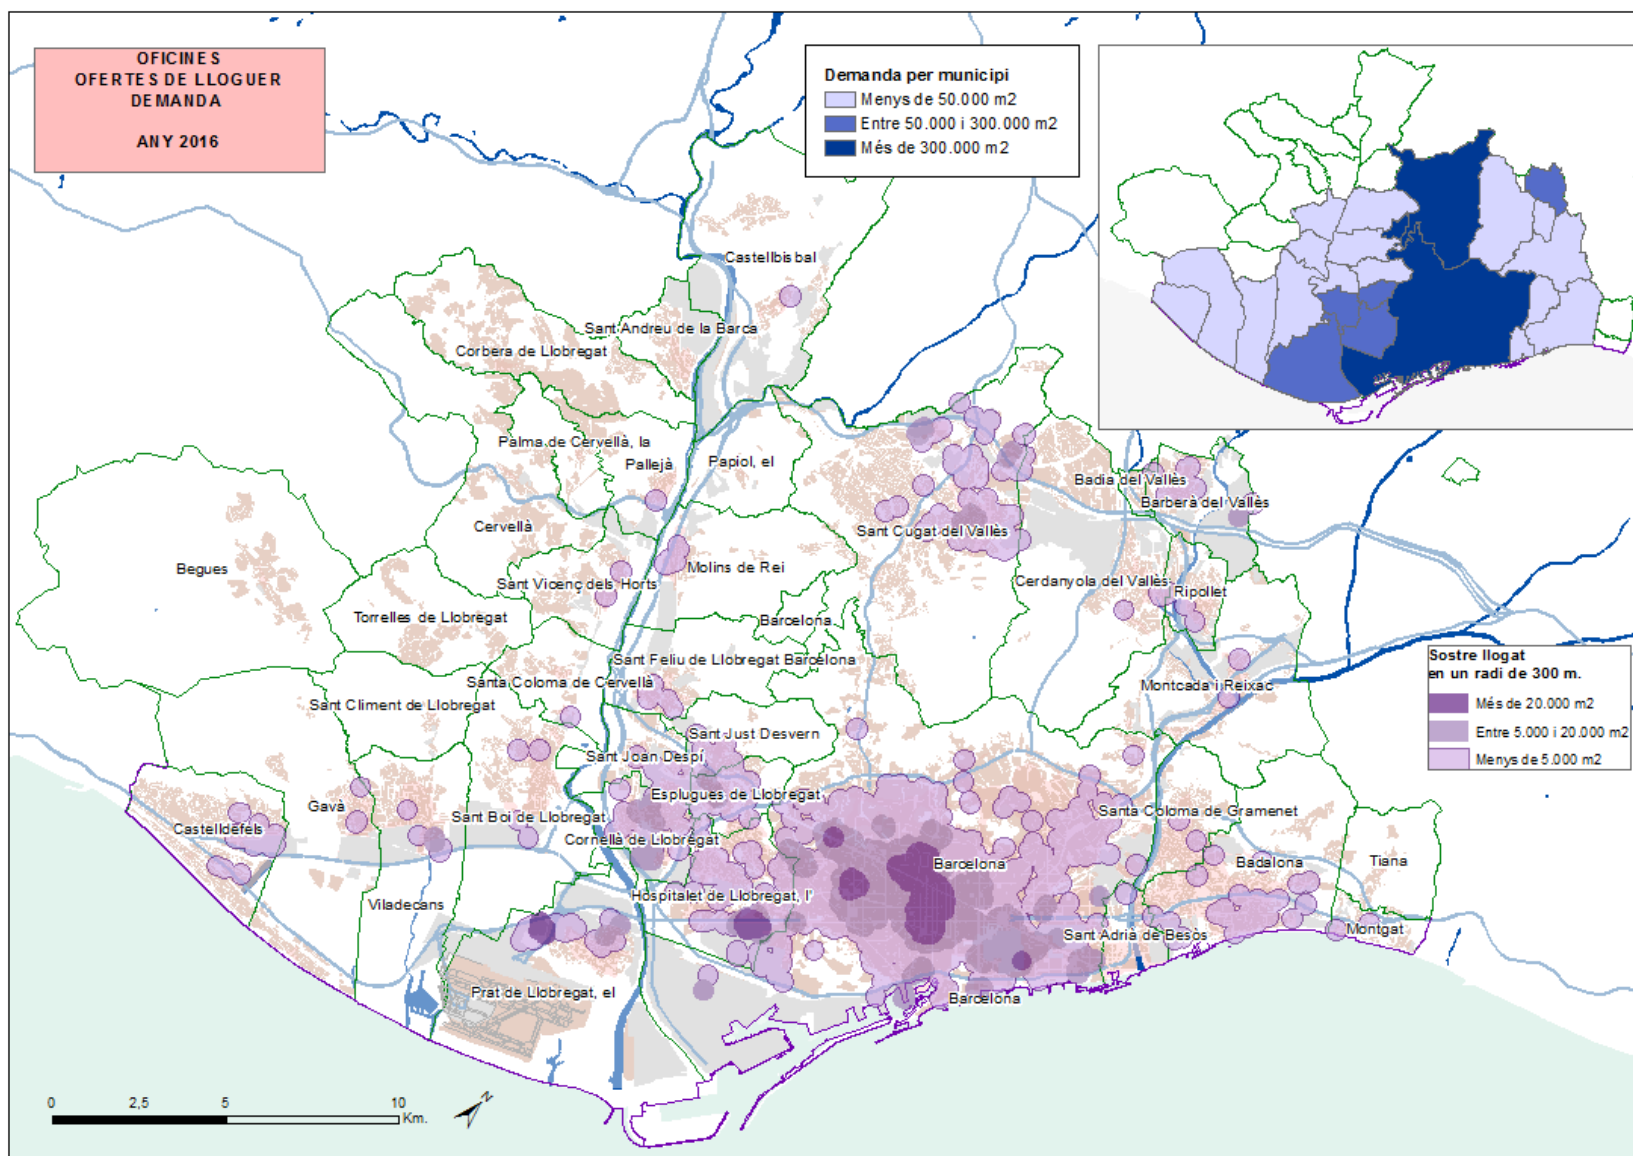 OFICINES
OFERTES DE LLOGUER
DEMANDA
ANY 2016
Demanda per municipi
Menys de 50.000 m2
Entre 50.000 i 300.000 m2
Més de 300.000 m2
Castellbisbal
Sant Andreu de la Barca
Corbera de Llobregat
Palma de Cervellà, la
Pallejà
Papiol, el
Badia del Vallès
Barberà del Vallès
Cervellà
Sant Cugat del Vallès
Begues
Molins de Rei
Sant Vicenç dels Horts
Cerdanyola del Vallès
Ripollet
Torrelles de Llobregat
Barcelona
Sant Feliu de Llobregat
Barcelona
Santa Coloma de Cervellà
Montcada i Reixac
Sostre llogat
en un radi de 300 m.
Més de 20.000 m2
Entre 5.000 i 20.000 m2
Menys de 5.000 m2
Sant Climent de Llobregat
Sant Just Desvern
Sant Joan Despí
Esplugues de Llobregat
Gavà
Sant Boi de Llobregat
Santa Coloma de Gramenet
Castelldefels
Cornellà de Llobregat
Barcelona
Badalona
Tiana
Viladecans
Hospitalet de Llobregat, l'
Sant Adrià de Besòs
Montgat
Prat de Llobregat, el
Barcelona
0 2,5 5 10
Km.
N